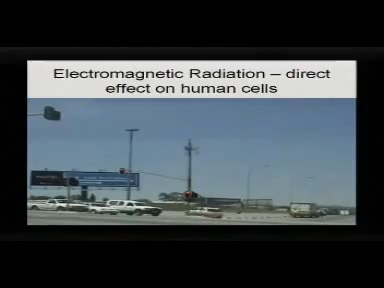 Electromagnetic Radiation – direct
effect on human cells